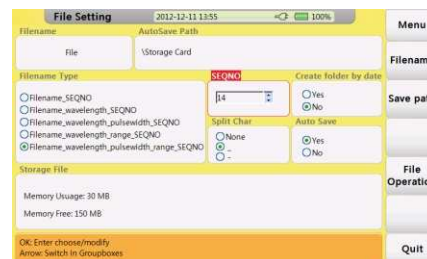 File Setting 2012-12-11 13:55 100%
Menu
Filename AutoSave Path
File \Storage Card
Filenam
Filename Type SEQNO Create folder by date
Filename_SEQNO
Filename_wavelength_SEQNO
Filename_wavelength_pulsewidth_SEQNO
Filename_wavelength_range_SEQNO
Filename_wavelength_pulsewidth_range_SEQNO
14
Yes
No
Save pat
Split Char Auto Save
None
_
-
Yes
No
Storage File
File
Operatio
Memory Usuage: 30 MB
Memory Free: 150 MB
OK: Enter choose/modify
Arrow: Switch in Groupboxes
Quit